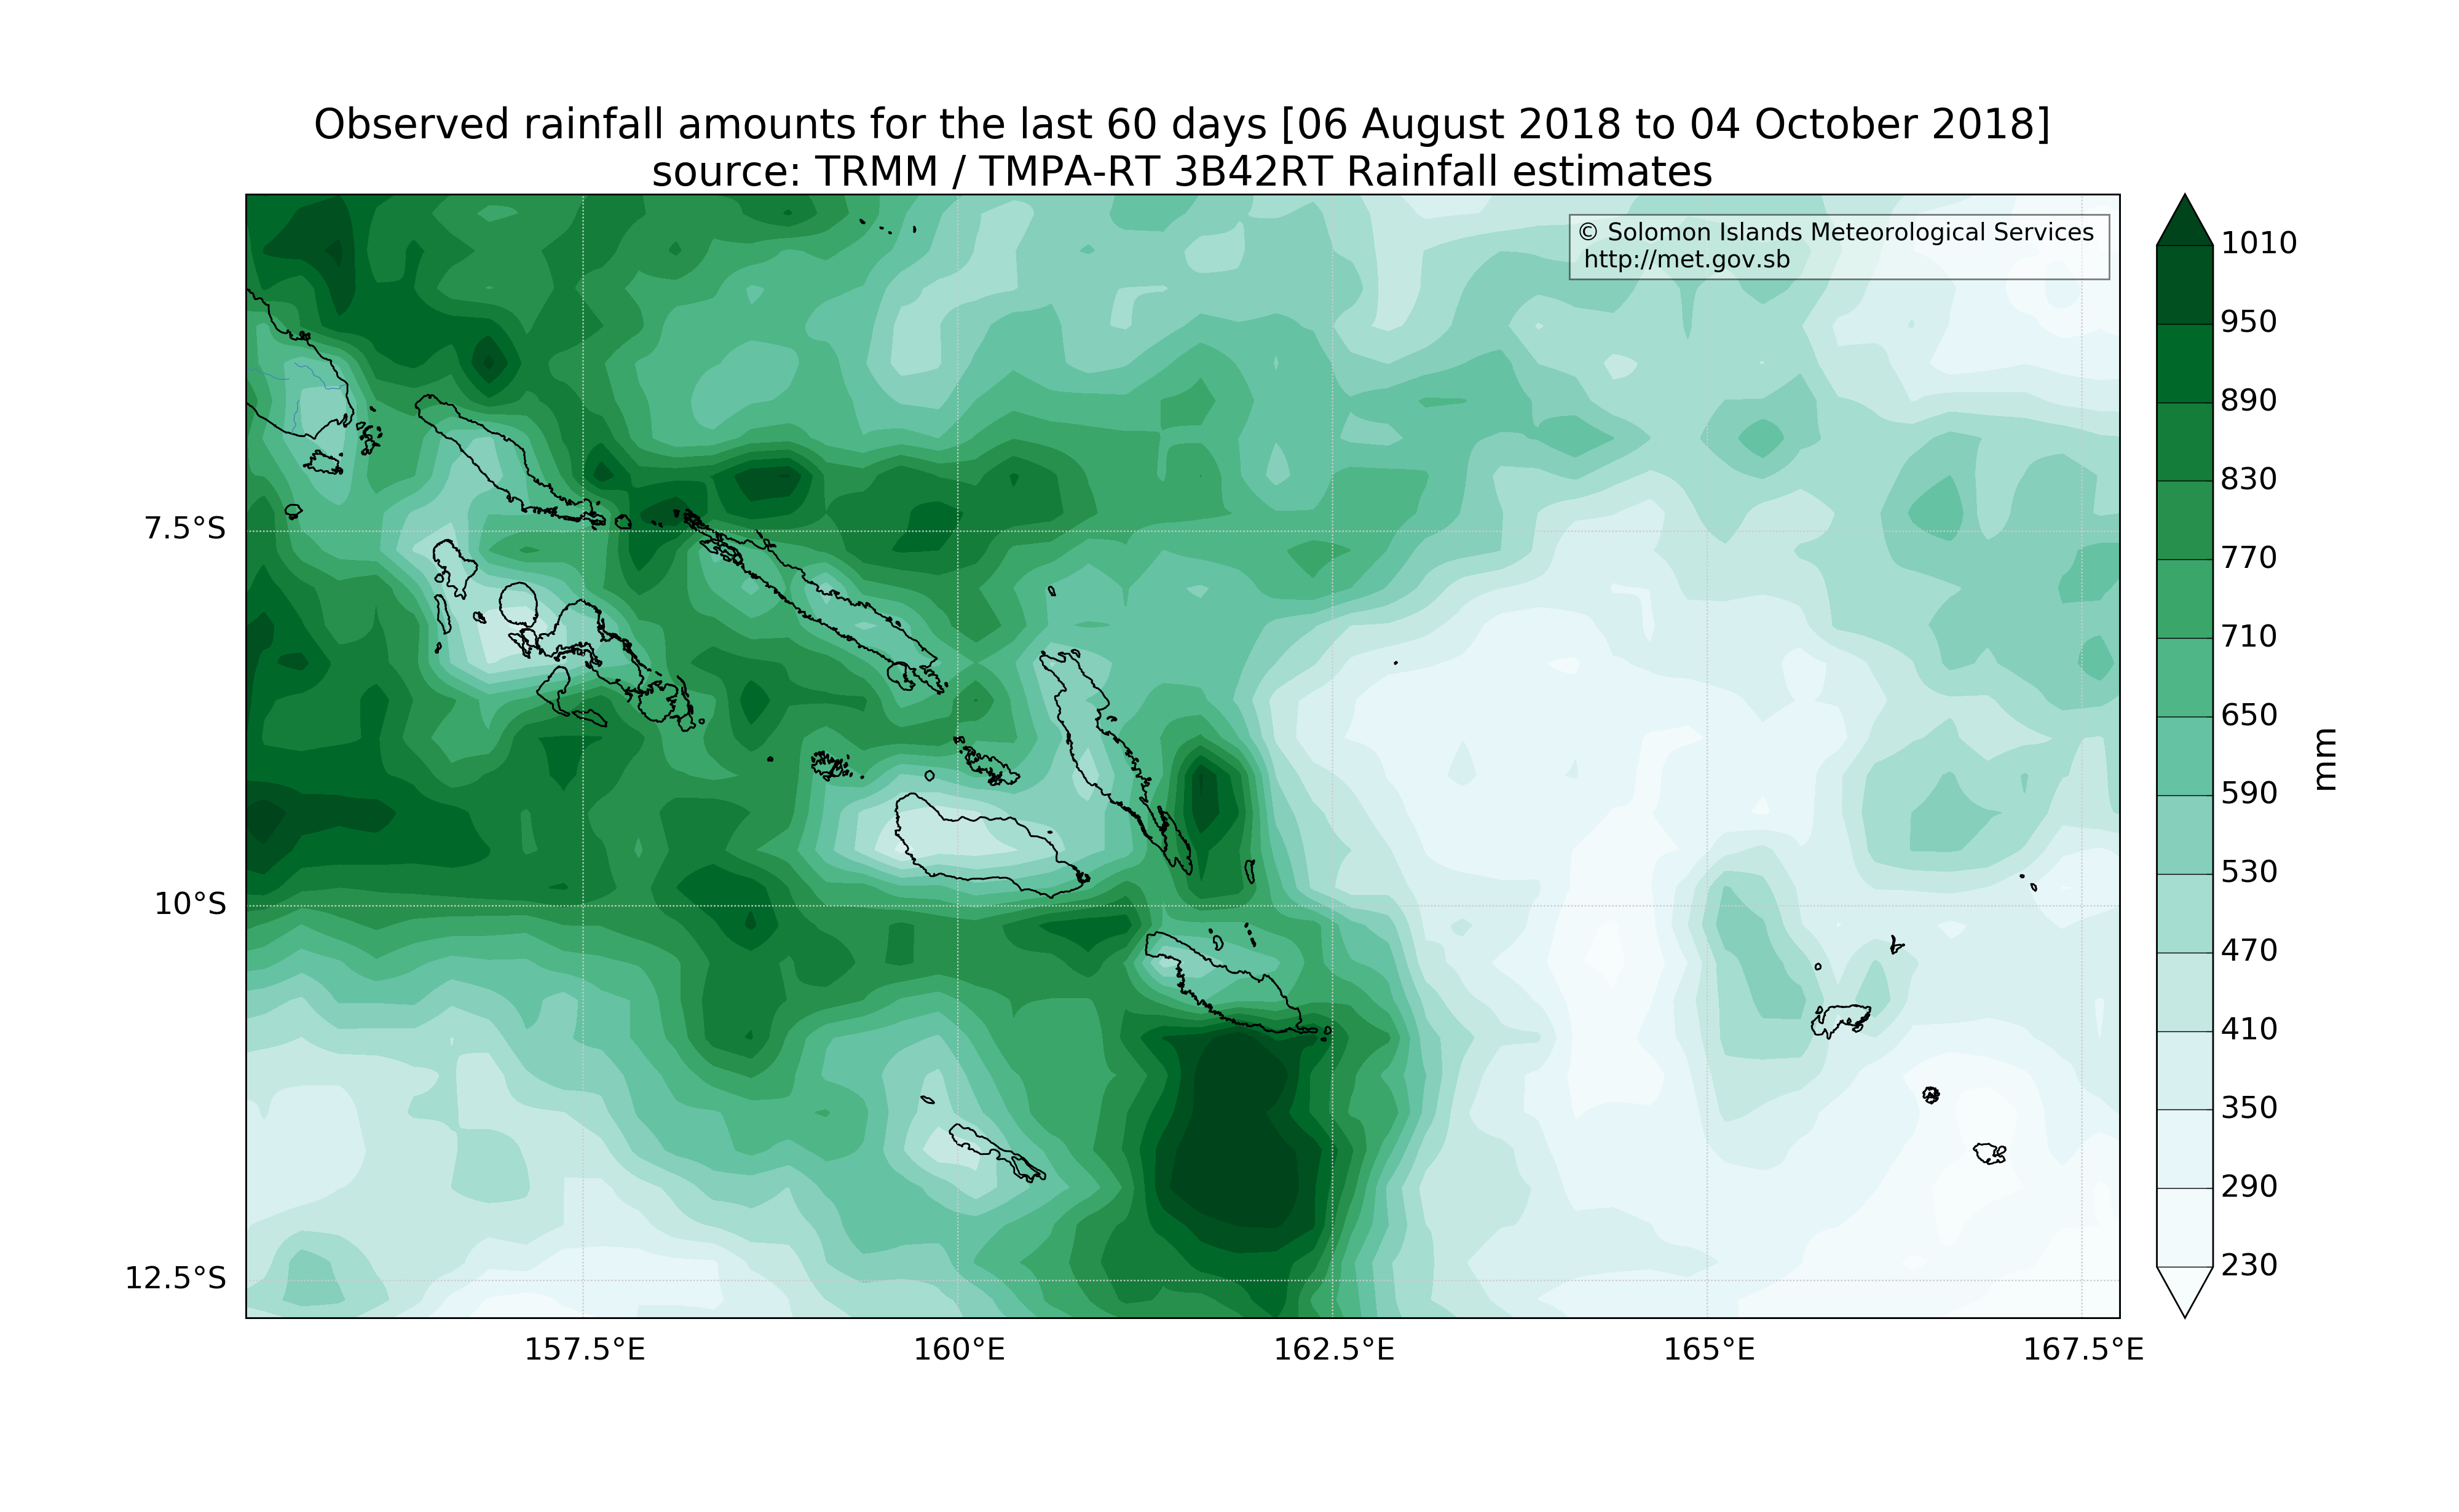 Observed rainfall amounts for the last 60 days [06 August 2018 to 04 October 2018]
source: TRMM / TMPA-RT 3B42RT Rainfall estimates
© Solomon Islands Meteorological Services
http://met.gov.sb
7.5°S
10°S
12.5°S
157.5°E
160°E
162.5°E
165°E
167.5°E
1010
950
890
830
770
710
650
590
530
470
410
350
290
230
mm